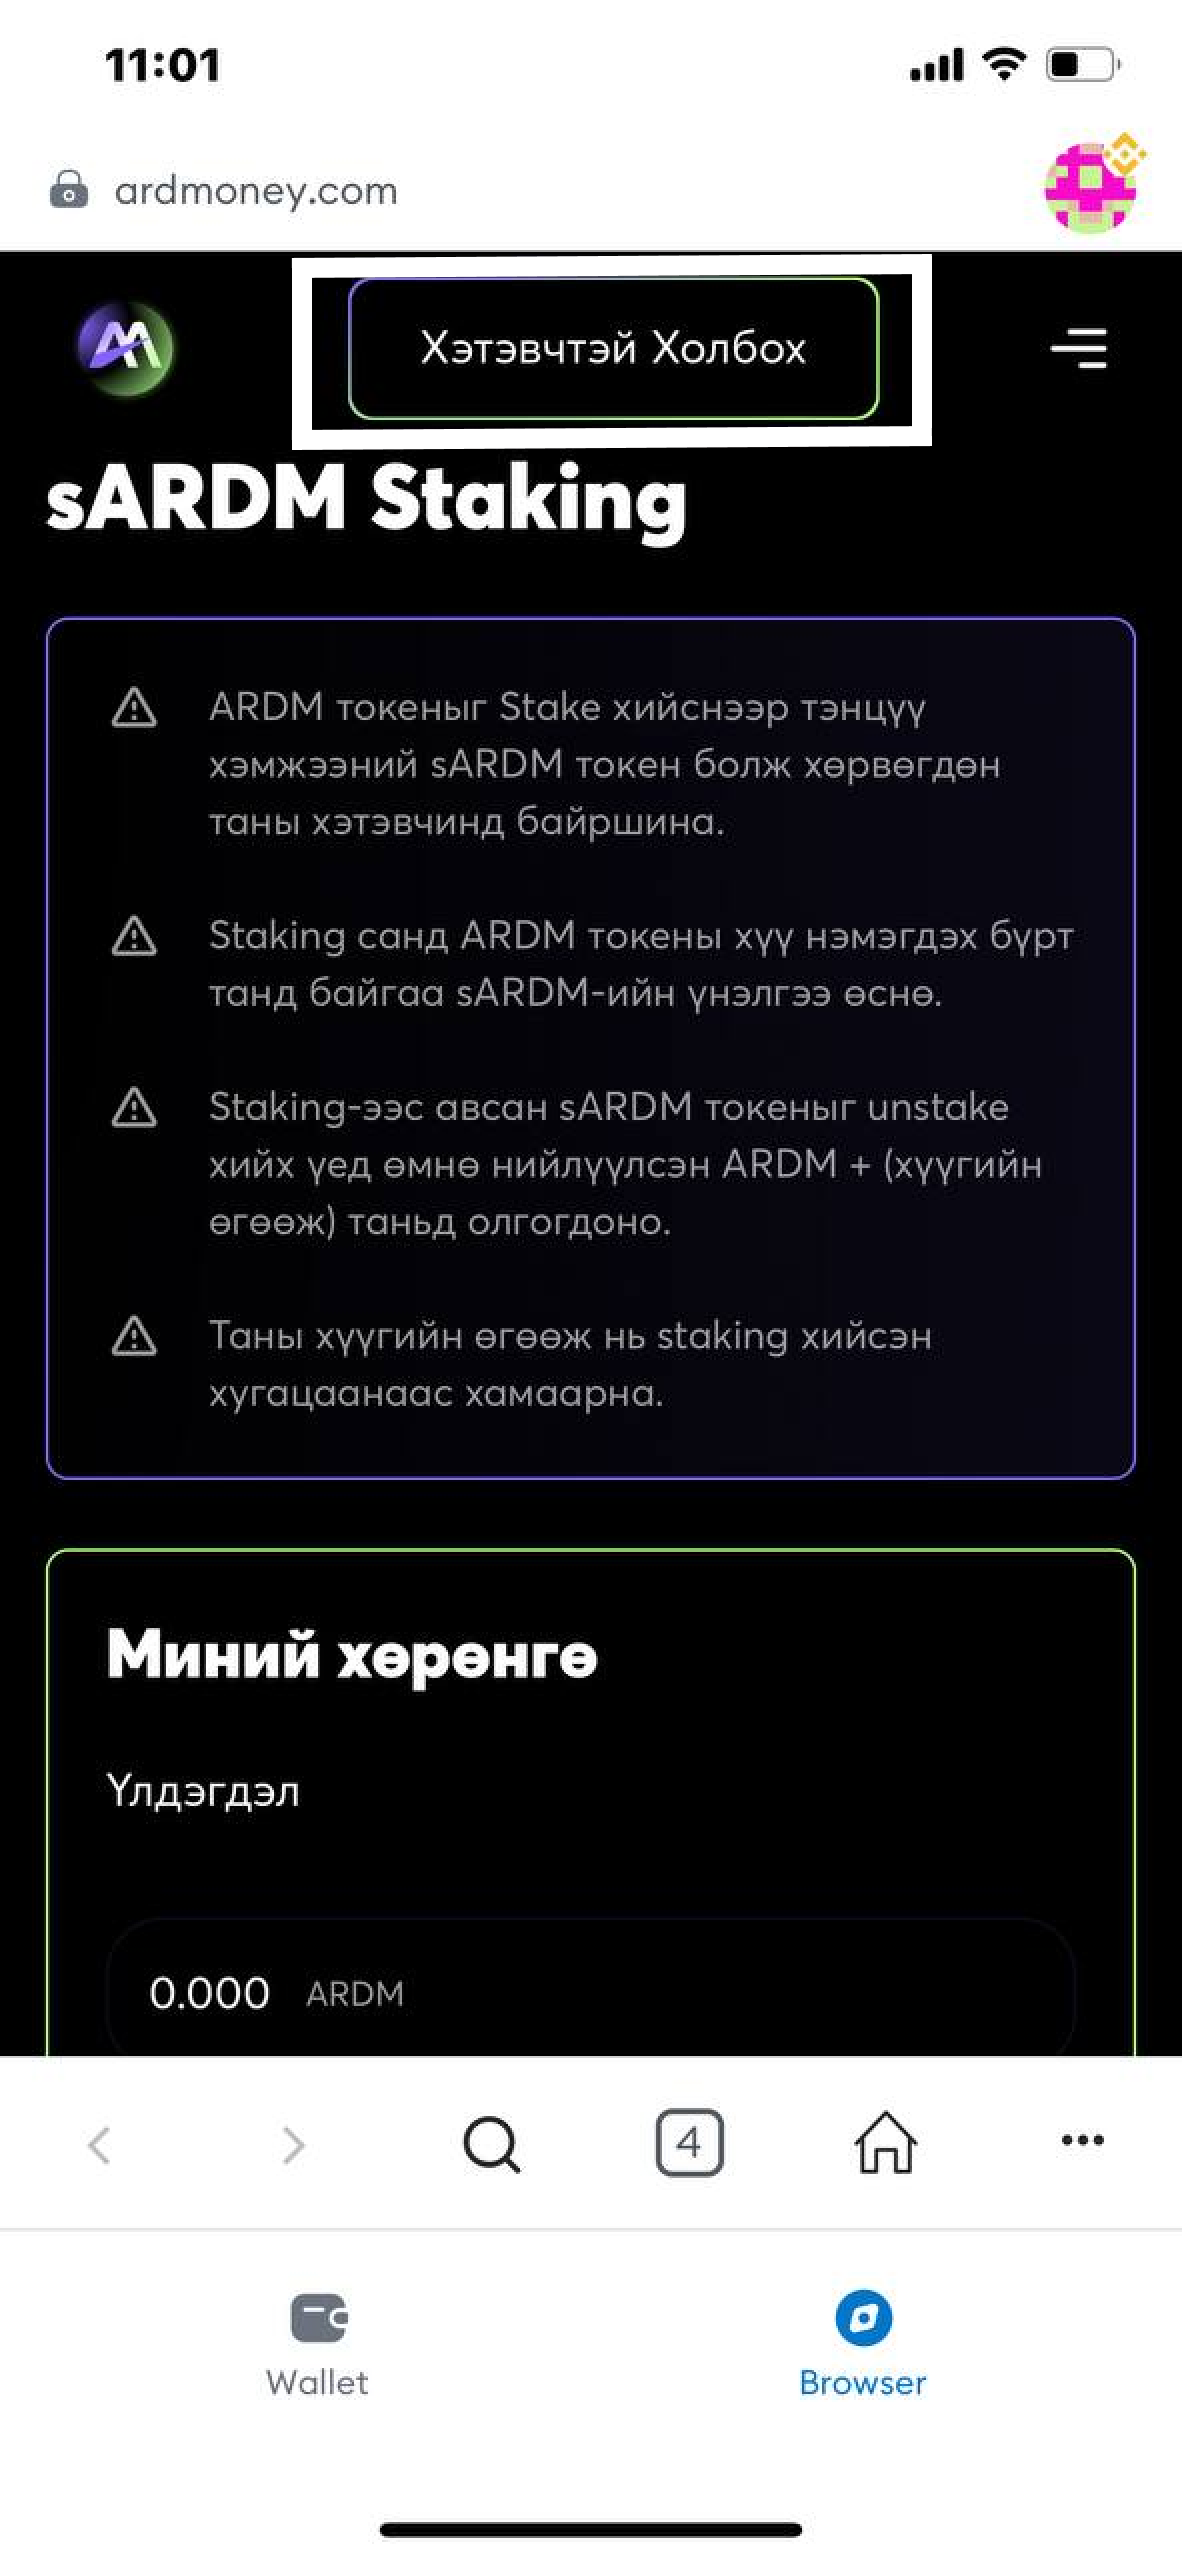 11:01
ardmoney.com
Хэтэвчтэй Холбох
sARDM Staking
ARDM токеныг Stake хийснээр тэнцүү
хэмжээний sARDM токен болж хөрвөгдөн
таны хэтэвчинд байршина.
Staking санд ARDM токены хүү нэмэгдэх бүрт
танд байгаа sARDM-ийн үнэлгээ өснө.
Staking-ээс авсан sARDM токеныг unstake
хийх үед өмнө нийлүүлсэн ARDM + (хүүгийн
өгөөж) таньд олгогдоно.
Таны хүүгийн өгөөж нь staking хийсэн
хугацаанаас хамаарна.
Миний хөрөнгө
Үлдэгдэл
0.000 ARDM
4
Wallet Browser